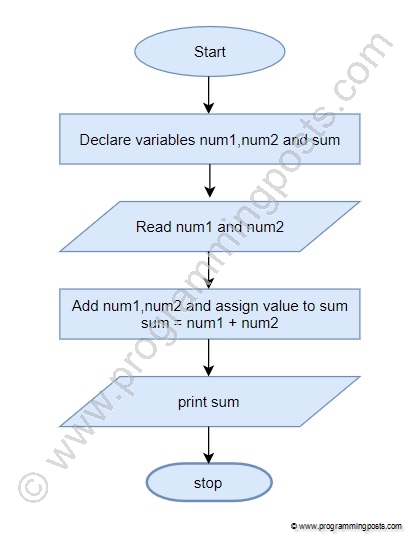 Start
Declare variables num1,num2 and sum
Read num1 and num2
Add num1,num2 and assign value to sum
sum = num1 + num2
print sum
stop
© www.programmingposts.com
© www.programmingposts.com